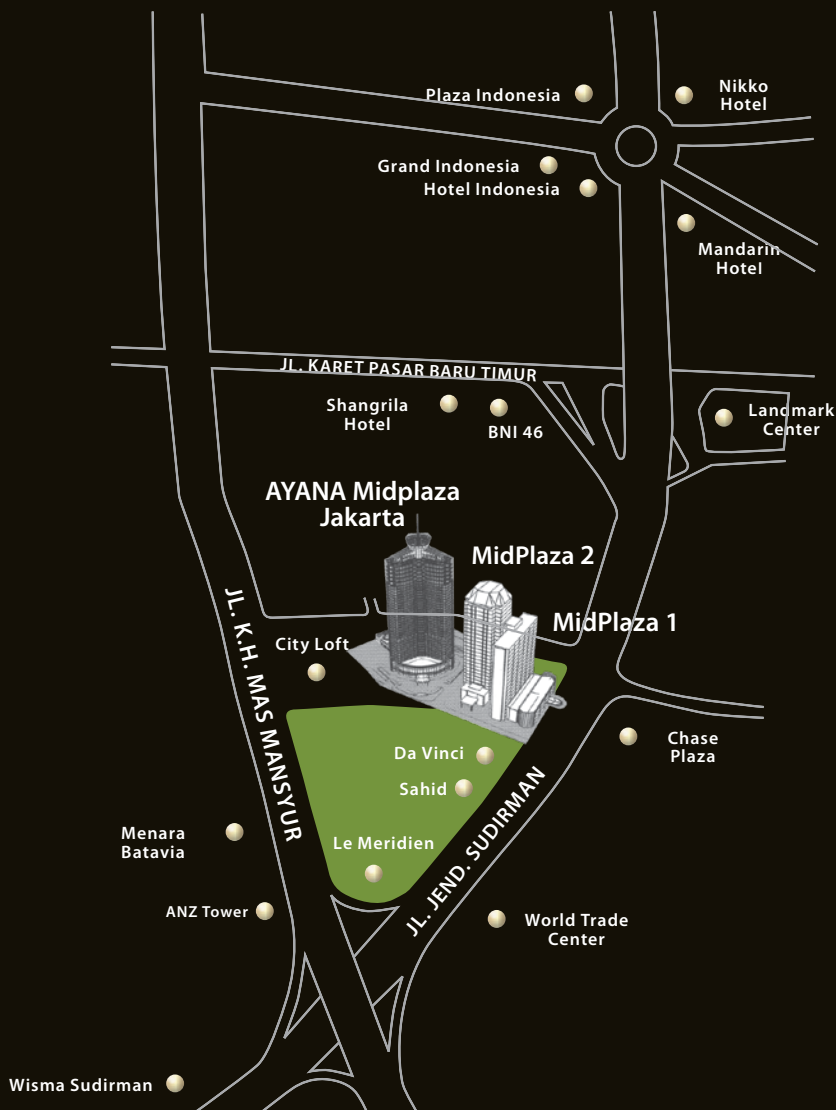 Plaza Indonesia
Nikko
Hotel
Grand Indonesia
Hotel Indonesia
Mandarin
Hotel
JL. KARET PASAR BARU TIMUR
Shangrila
Hotel
BNI 46
Landmark
Center
AYANA Midplaza
Jakarta
MidPlaza 2
MidPlaza 1
JL. K.H. MAS MANSYUR
City Loft
Da Vinci
Chase
Plaza
Sahid
JL. JEND. SUDIRMAN
Menara
Batavia
Le Meridien
ANZ Tower
World Trade
Center
Wisma Sudirman